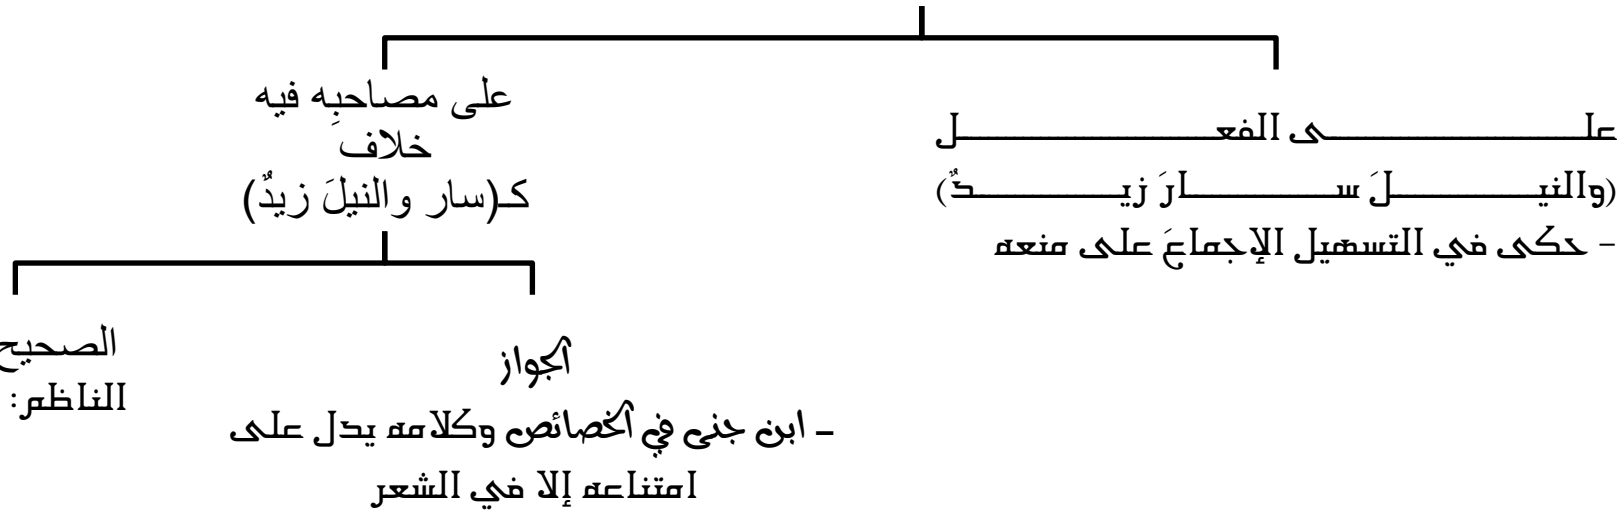 على الفعل
(والنيلَ سارَ زيدٌ)
- حكى في التسهيل الإجماعَ على منعه
على مصاحبِه فيه
خلاف
كـ(سار والنيلَ زيدٌ)
الجواز
- ابن جنى في الخصائص وكلامه يدل على
امتناعه إلا في الشعر
الصحيح
الناظم: